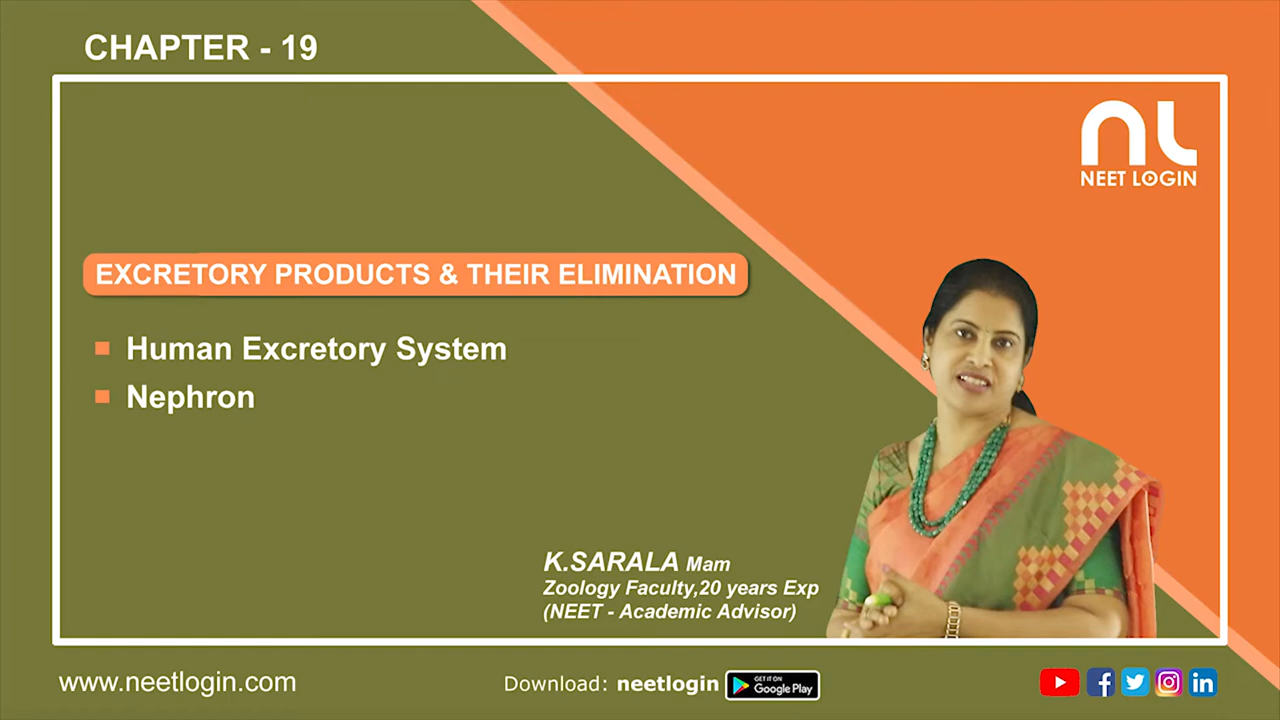 CHAPTER - 19
nL
NEET LOGIN
EXCRETORY PRODUCTS & THEIR ELIMINATION
Human Excretory System
Nephron
K.SARALA Mam
Zoology Faculty,20 years Exp
(NEET - Academic Advisor)
www.neetlogin.com
Download: neetlogin
GET IT ON
Google Play
f
in